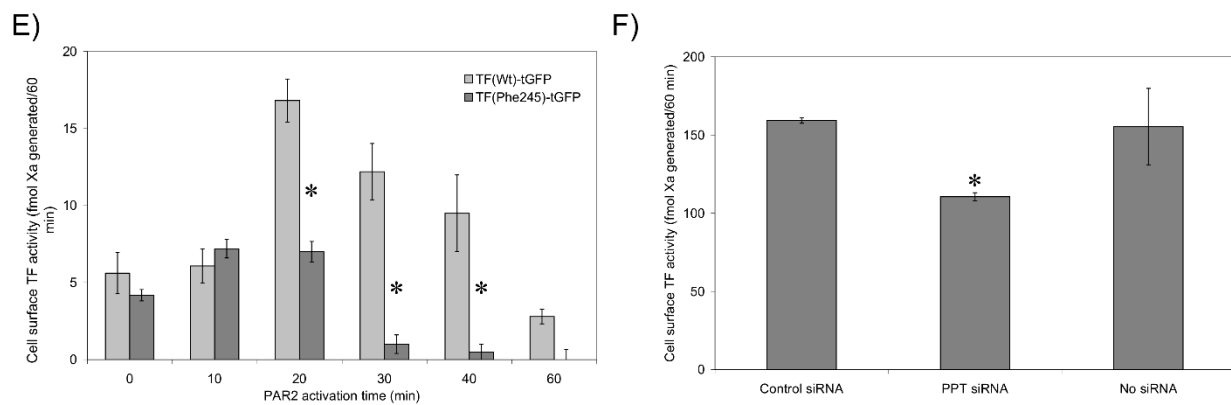 E)
Cell surface TF activity (fmol Xa generated/60
min)
20
15
10
5
0
TF(Wt)-tGFP
TF(Phe245)-tGFP
*
*
*
0 10 20 30 40 60
PAR2 activation time (min)
F)
Cell surface TF activity (fmol Xa generated/60 min)
200
150
100
50
0
*
Control siRNA PPT siRNA No siRNA